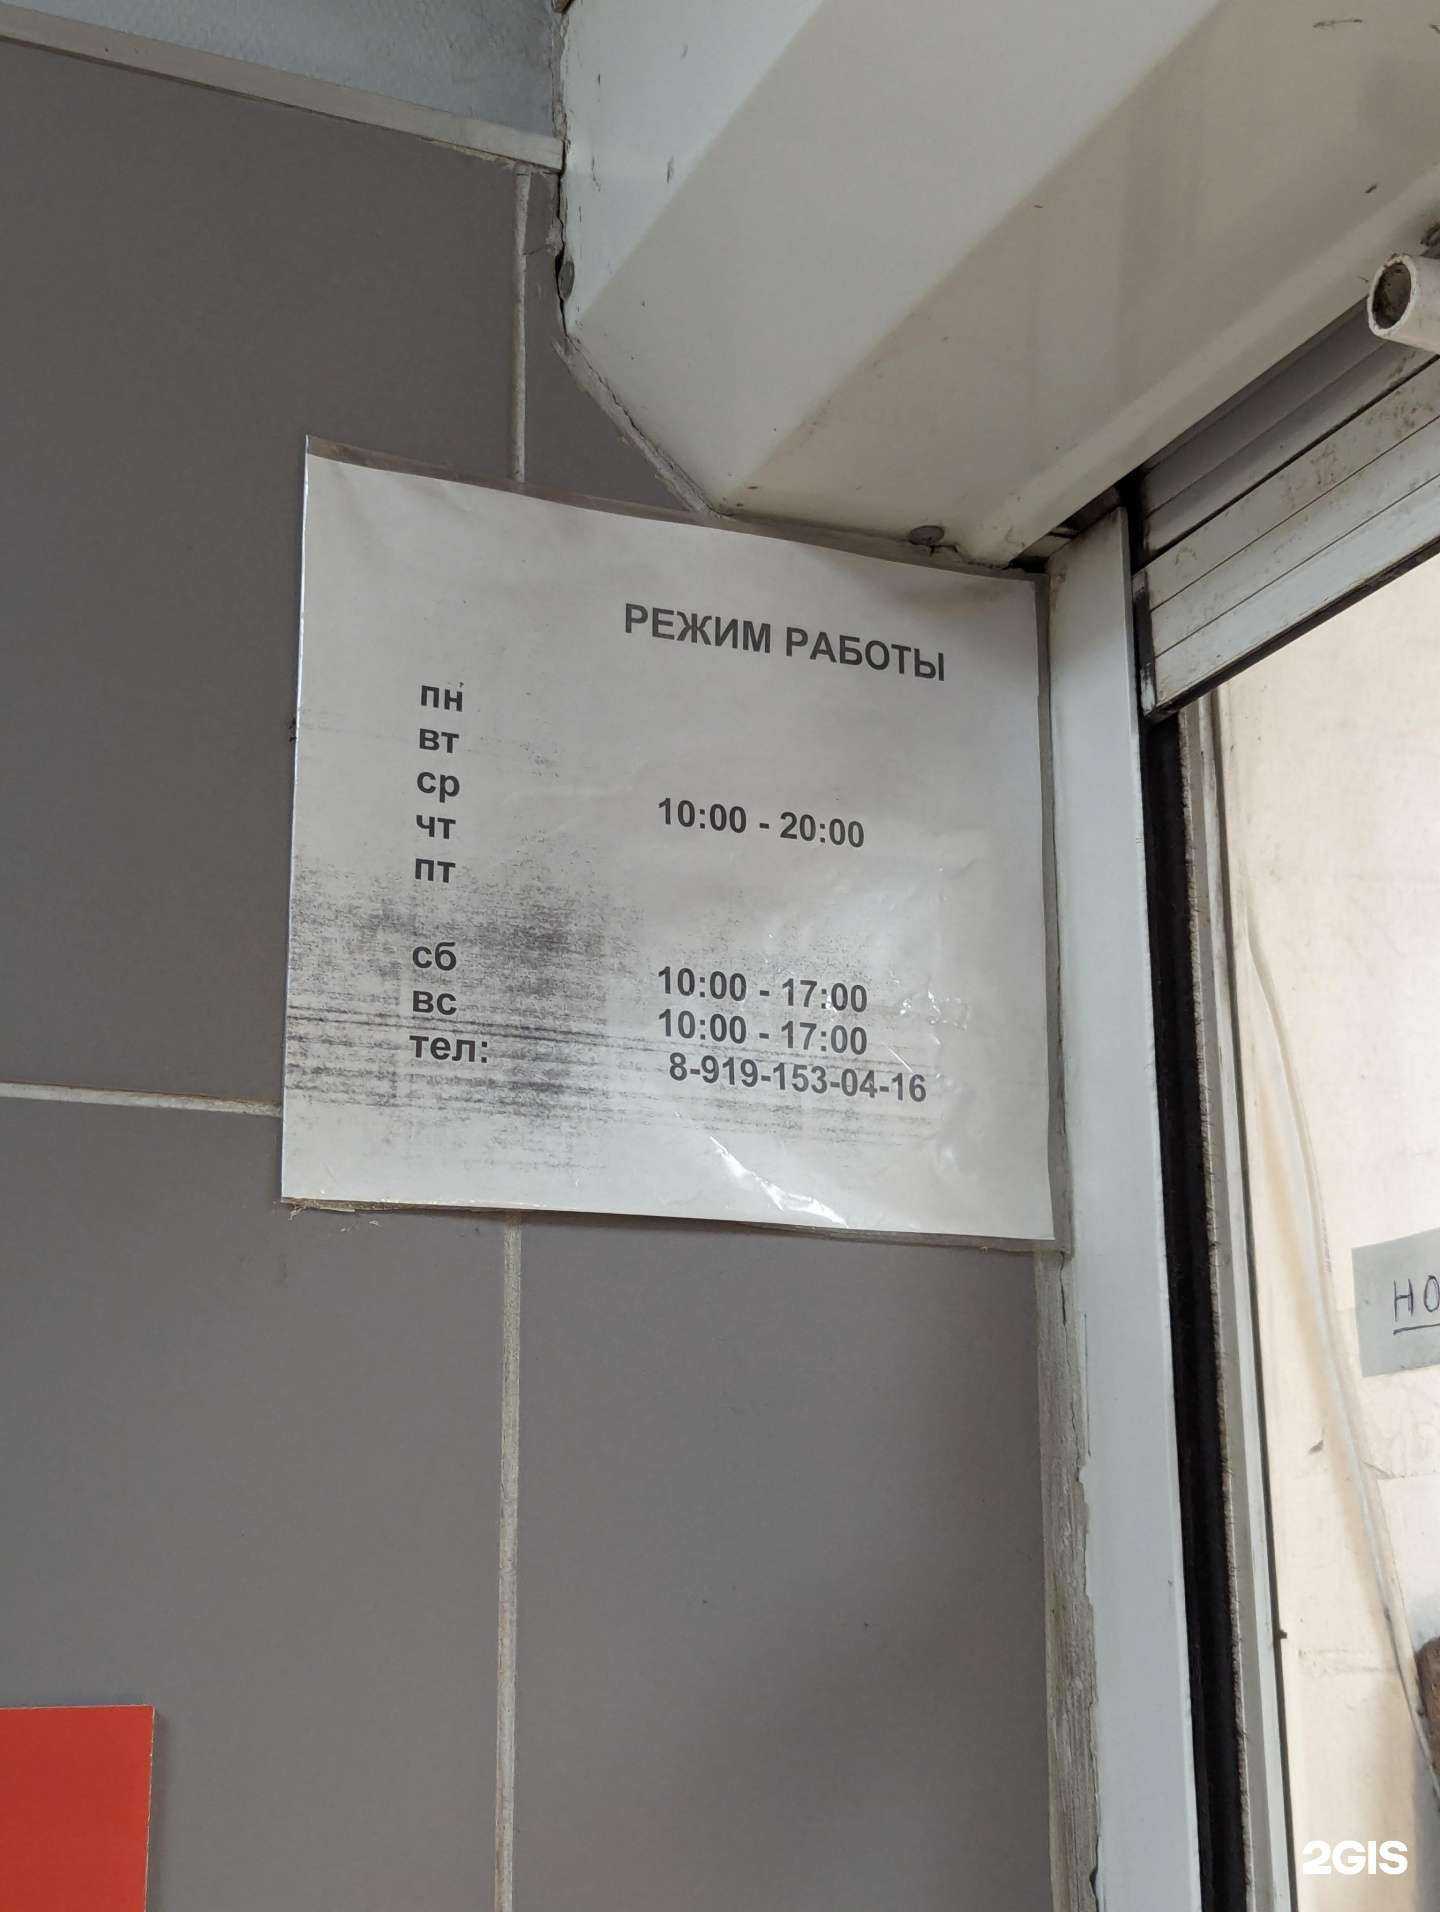 РЕЖИМ РАБОТЫ
пн
вт
ср
чт 10:00 - 20:00
пт
сб 10:00 - 17:00
вс 10:00 - 17:00
тел: 8-919-153-04-16
2GIS